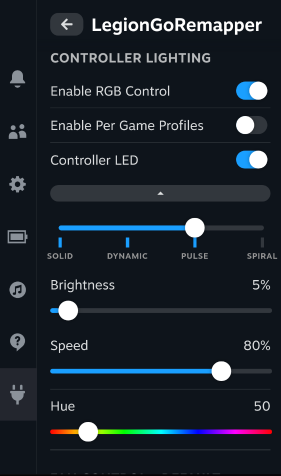 LegionGoRemapper
CONTROLLER LIGHTING
Enable RGB Control
Enable Per Game Profiles
Controller LED
SOLID DYNAMIC PULSE SPIRAL
Brightness 5%
Speed 80%
Hue 50